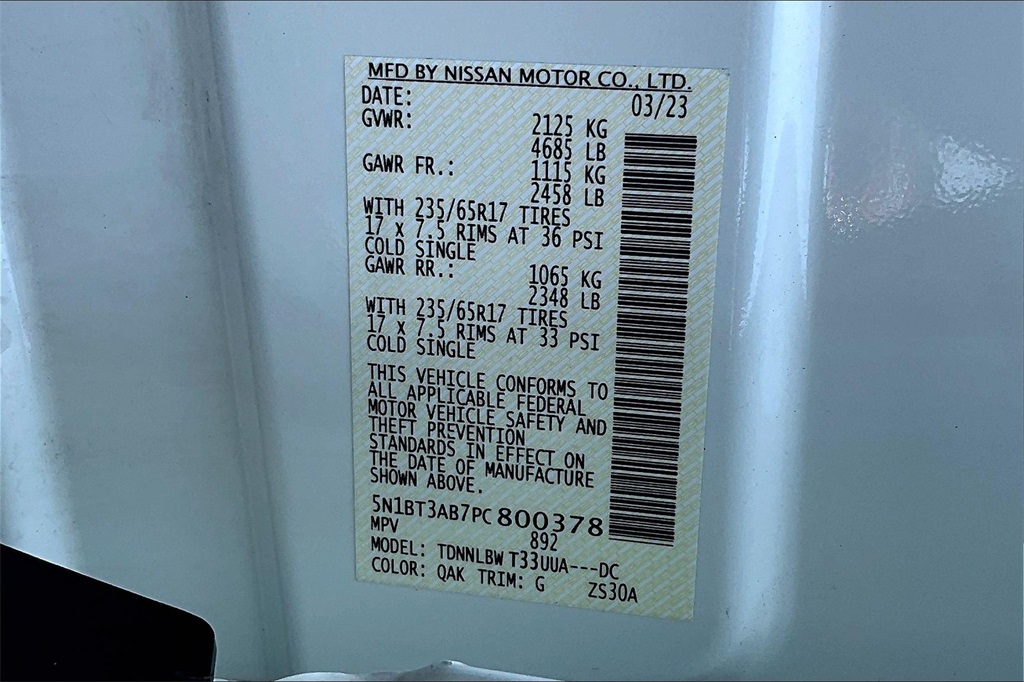 MFD BY NISSAN MOTOR CO., LTD.
DATE: 03/23
GVWR: 2125 KG
4685 LB
GAWR FR.: 1115 KG
2458 LB
WITH 235/65R17 TIRES
17 x 7.5 RIMS AT 36 PSI
COLD SINGLE
GAWR RR.: 1065 KG
2348 LB
WITH 235/65R17 TIRES
17 x 7.5 RIMS AT 33 PSI
COLD SINGLE
THIS VEHICLE CONFORMS TO
ALL APPLICABLE FEDERAL
MOTOR VEHICLE SAFETY AND
THEFT PREVENTION
STANDARDS IN EFFECT ON
THE DATE OF MANUFACTURE
SHOWN ABOVE.
5N1BT3AB7PC 800378
MPV 892
MODEL: TDNNLBW T33UUA---DC
COLOR: QAK TRIM: G ZS30A